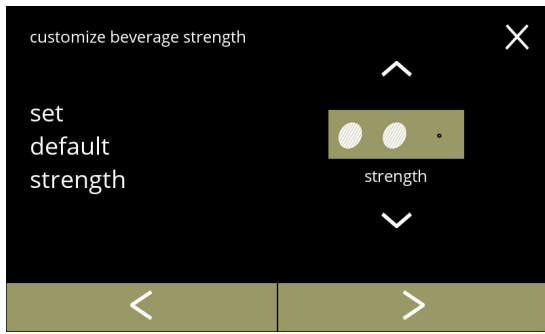 customize beverage strength
set
default
strength
strength